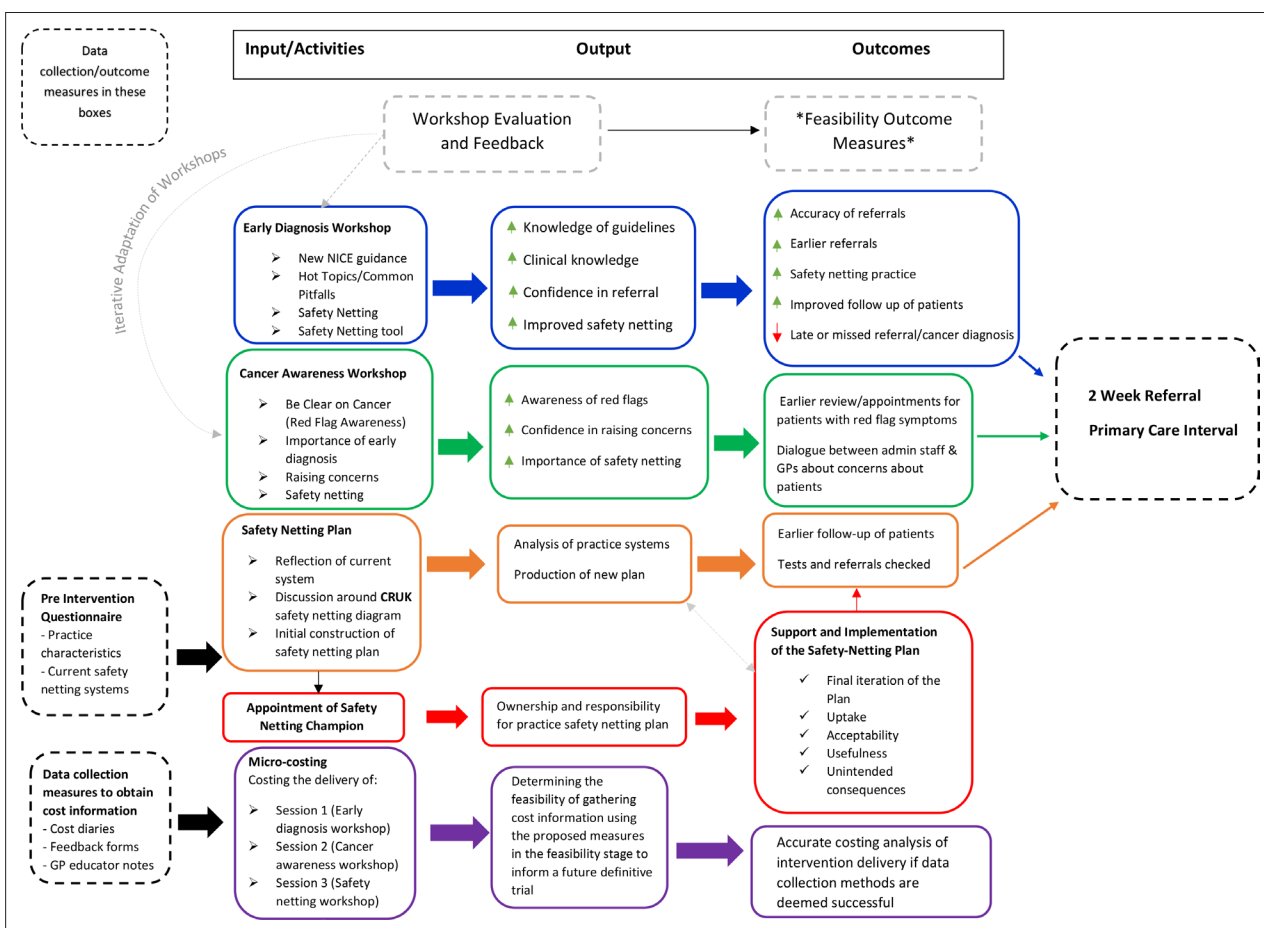 Data
collection/outcome
measures in these
boxes
Input/Activities
Output
Outcomes
Workshop Evaluation
and Feedback
*Feasibility Outcome
Measures*
Iterative Adaptation of Workshops
Early Diagnosis Workshop
➢ New NICE guidance
➢ Hot Topics/Common
Pitfalls
➢ Safety Netting
➢ Safety Netting tool
Knowledge of guidelines
Clinical knowledge
Confidence in referral
Improved safety netting
Accuracy of referrals
Earlier referrals
Safety netting practice
Improved follow up of patients
Late or missed referral/cancer diagnosis
Cancer Awareness Workshop
➢ Be Clear on Cancer
(Red Flag Awareness)
➢ Importance of early
diagnosis
➢ Raising concerns
➢ Safety netting
Awareness of red flags
Confidence in raising concerns
Importance of safety netting
Earlier review/appointments for
patients with red flag symptoms
Dialogue between admin staff &
GPs about concerns about
patients
2 Week Referral
Primary Care Interval
Safety Netting Plan
➢ Reflection of current
system
➢ Discussion around CRUK
safety netting diagram
➢ Initial construction of
safety netting plan
Analysis of practice systems
Production of new plan
Earlier follow-up of patients
Tests and referrals checked
Pre Intervention
Questionnaire
- Practice
characteristics
- Current safety
netting systems
Appointment of Safety
Netting Champion
Ownership and responsibility
for practice safety netting plan
Support and Implementation
of the Safety-Netting Plan
✓ Final iteration of the
Plan
✓ Uptake
✓ Acceptability
✓ Usefulness
✓ Unintended
consequences
Data collection
measures to obtain
cost information
- Cost diaries
- Feedback forms
- GP educator notes
Micro-costing
Costing the delivery of:
➢ Session 1 (Early
diagnosis workshop)
➢ Session 2 (Cancer
awareness workshop)
➢ Session 3 (Safety
netting workshop)
Determining the
feasibility of gathering
cost information using
the proposed measures
in the feasibility stage to
inform a future definitive
trial
Accurate costing analysis of
intervention delivery if data
collection methods are
deemed successful